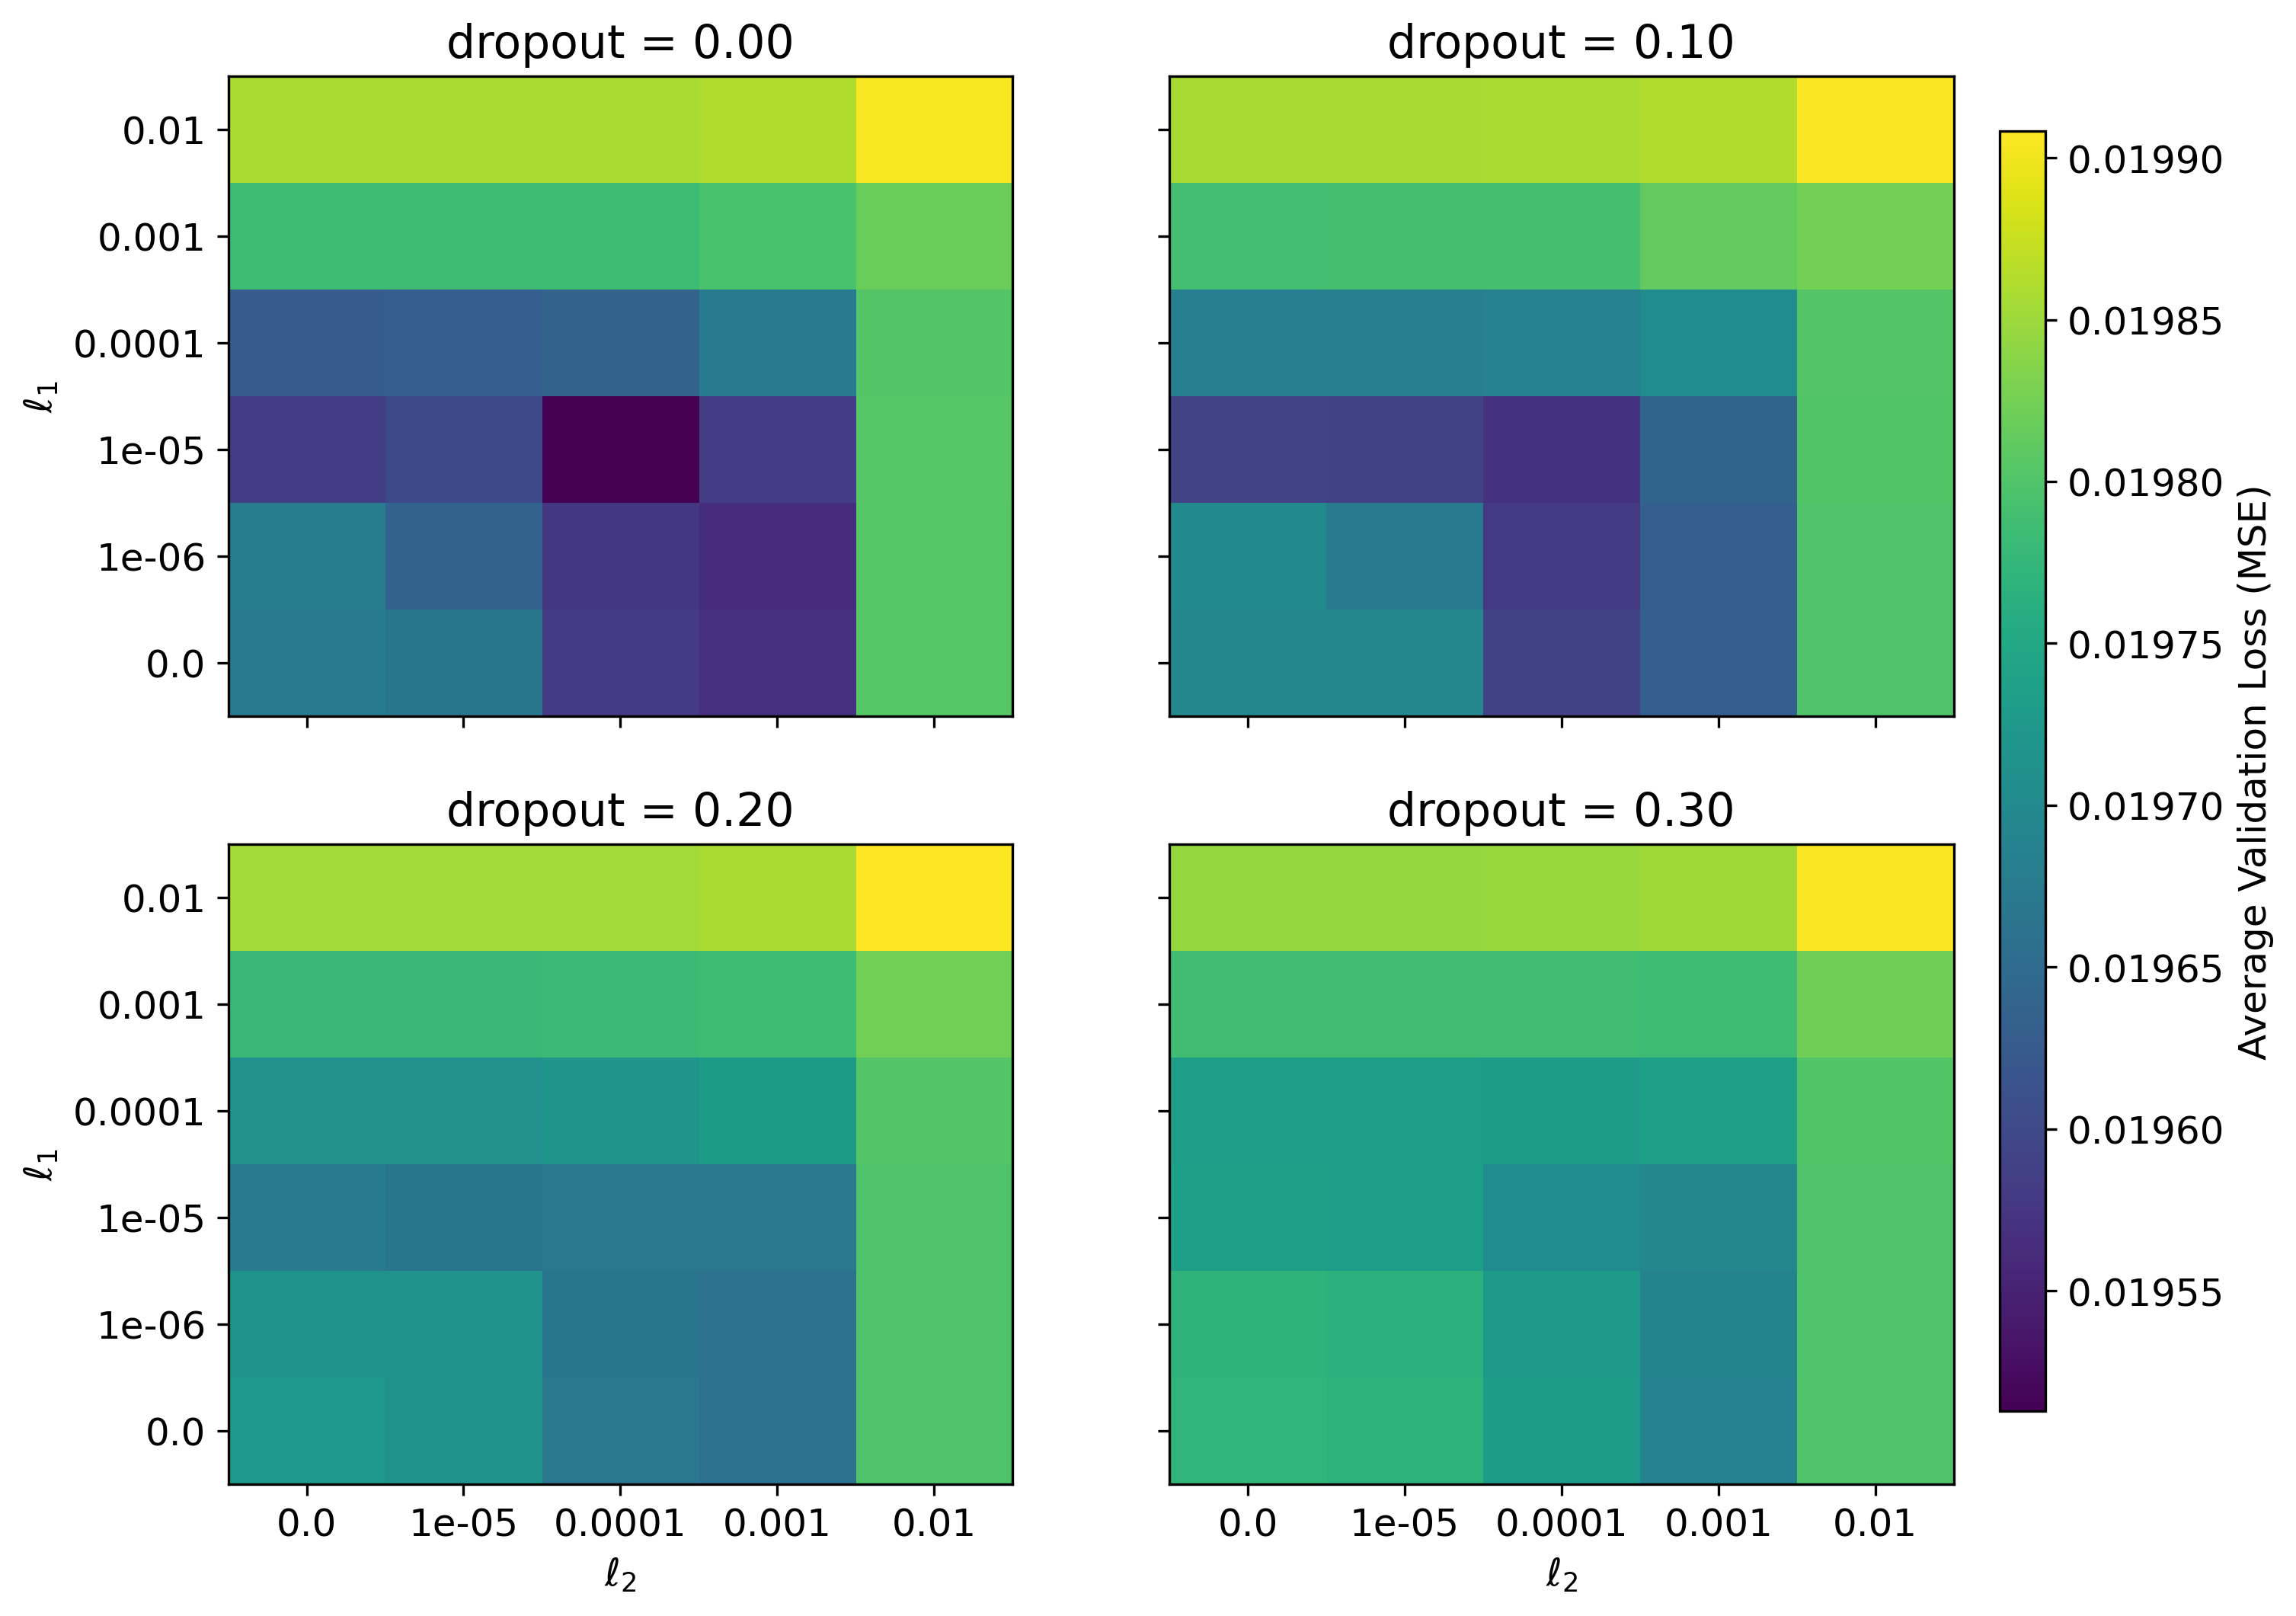 dropout = 0.00
dropout = 0.10
0.01
0.001
0.0001
1e-05
1e-06
0.0
ℓ1
dropout = 0.20
dropout = 0.30
0.01
0.001
0.0001
1e-05
1e-06
0.0
ℓ1
0.0 1e-05 0.0001 0.001 0.01
ℓ2
0.0 1e-05 0.0001 0.001 0.01
ℓ2
0.01990
0.01985
0.01980
0.01975
0.01970
0.01965
0.01960
0.01955
Average Validation Loss (MSE)